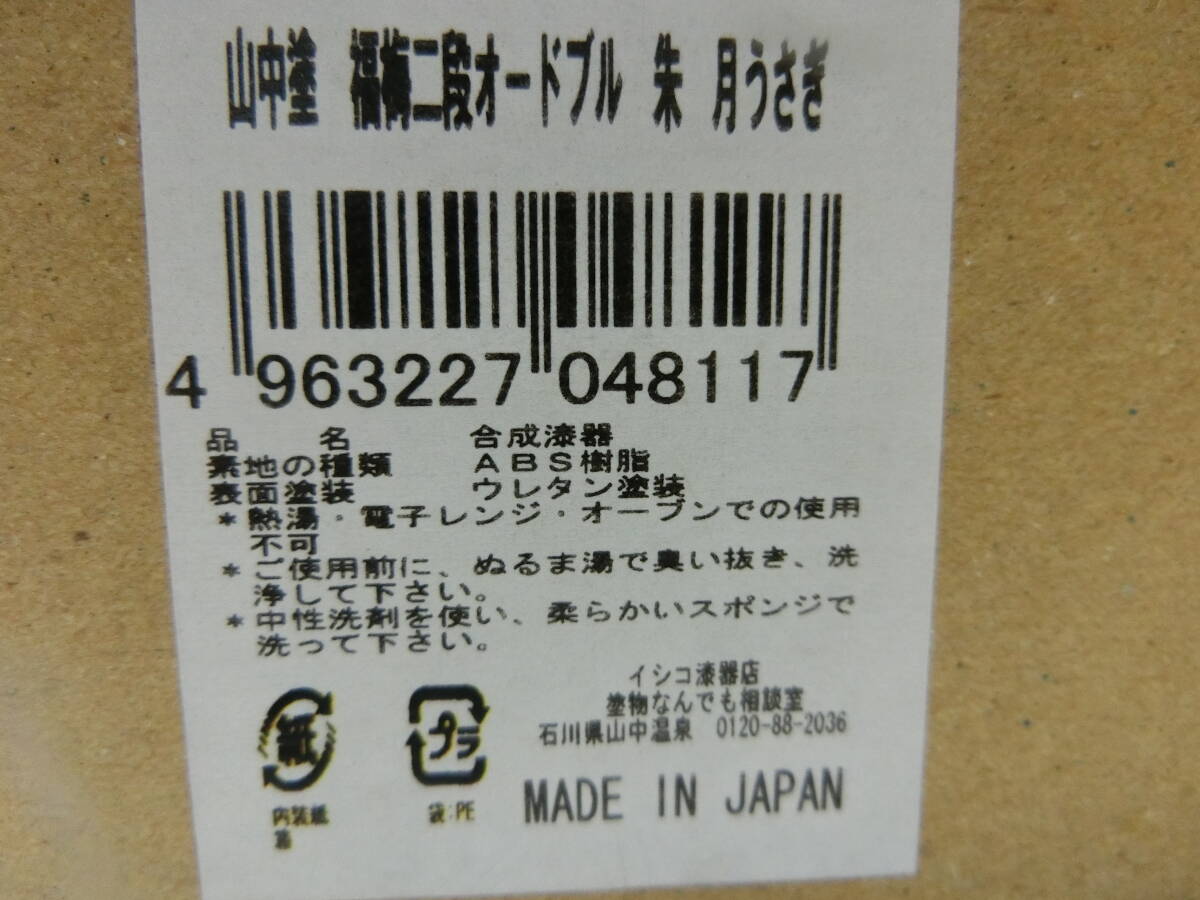 山中塗 福梅二段オードブル 朱 月うさぎ
4 963227 048117
品 名 合成漆器
素地の種類 ABS樹脂
表面塗装 ウレタン塗装
*熱湯・電子レンジ・オーブンでの使用
不可
*ご使用前に、ぬるま湯で臭い抜き、洗
浄して下さい。
*中性洗剤を使い、柔らかいスポンジで
洗って下さい。
イシコ漆器店
塗物なんでも相談室
石川県山中温泉 0120-88-2036
紙
プラ
内装紙
箱
袋:PE
MADE IN JAPAN